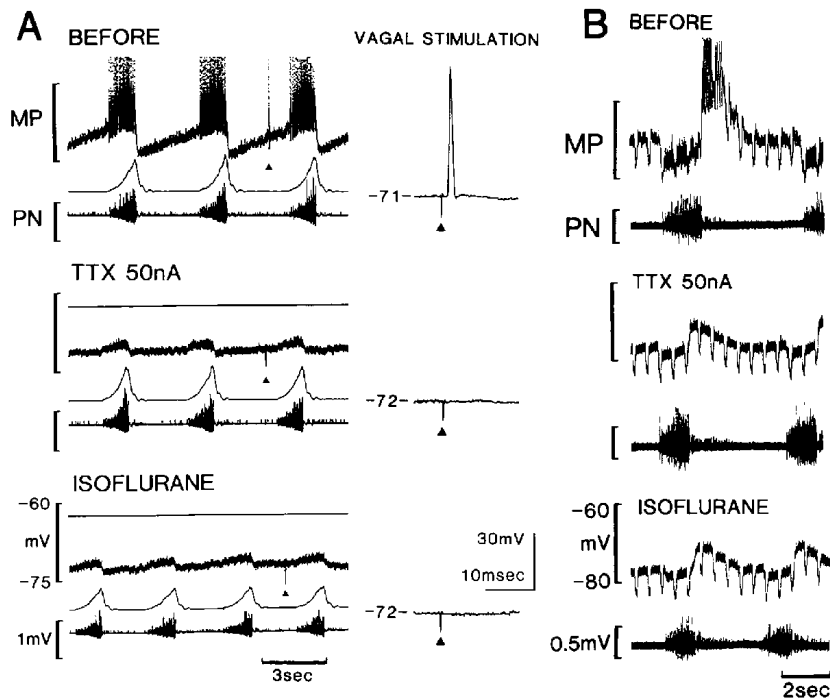 A
BEFORE
VAGAL STIMULATION
B
BEFORE
MP
PN
-71-
MP
PN
TTX 50nA
-72-
TTX 50nA
ISOFLURANE
-60
mV
-75
1mV
3sec
30mV
10msec
-72-
ISOFLURANE
-60
mV
-80
0.5mV
2sec